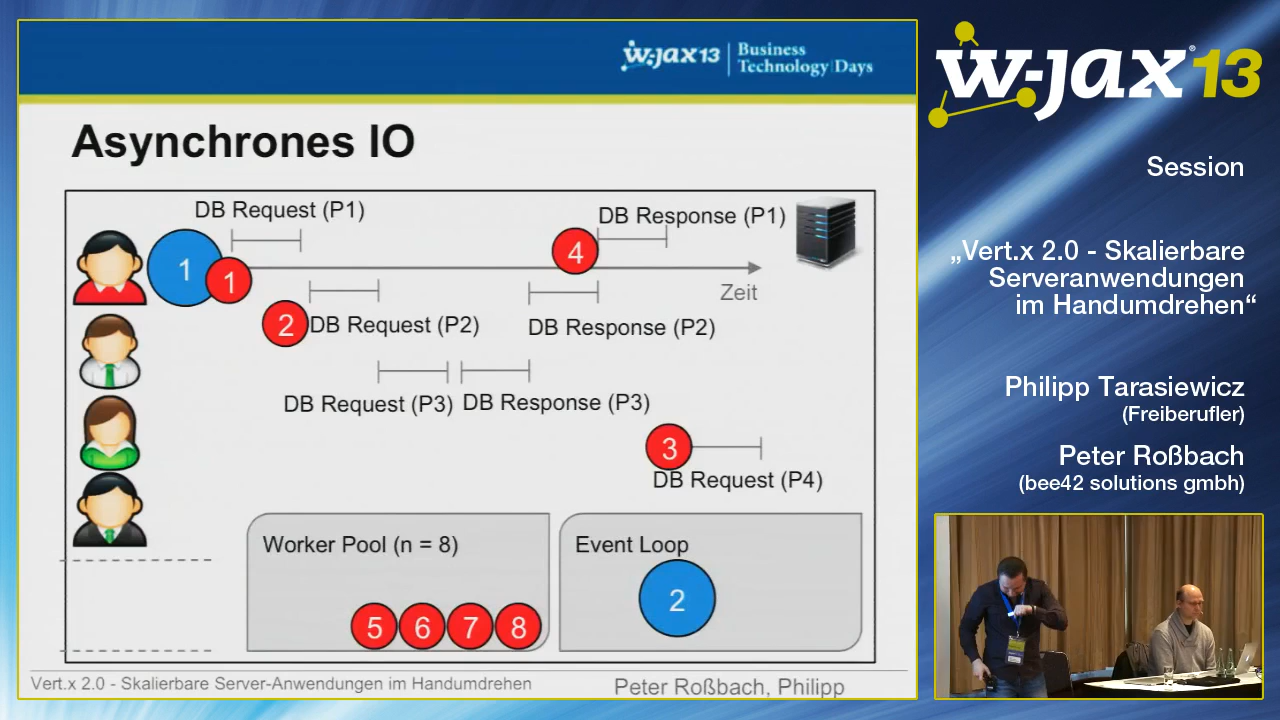 w-jax 13 | Business
Technology Days
Asynchrones IO
DB Request (P1)
DB Response (P1)
1
1
4
Zeit
2
DB Request (P2)
DB Response (P2)
DB Request (P3)
DB Response (P3)
3
DB Request (P4)
Worker Pool (n = 8)
5 6 7 8
Event Loop
2
Vert.x 2.0 - Skalierbare Server-Anwendungen im Handumdrehen
Peter Roßbach, Philipp
w-jax® 13
Session
„Vert.x 2.0 - Skalierbare
Serveranwendungen
im Handumdrehen“
Philipp Tarasiewicz
(Freiberufler)
Peter Roßbach
(bee42 solutions gmbh)